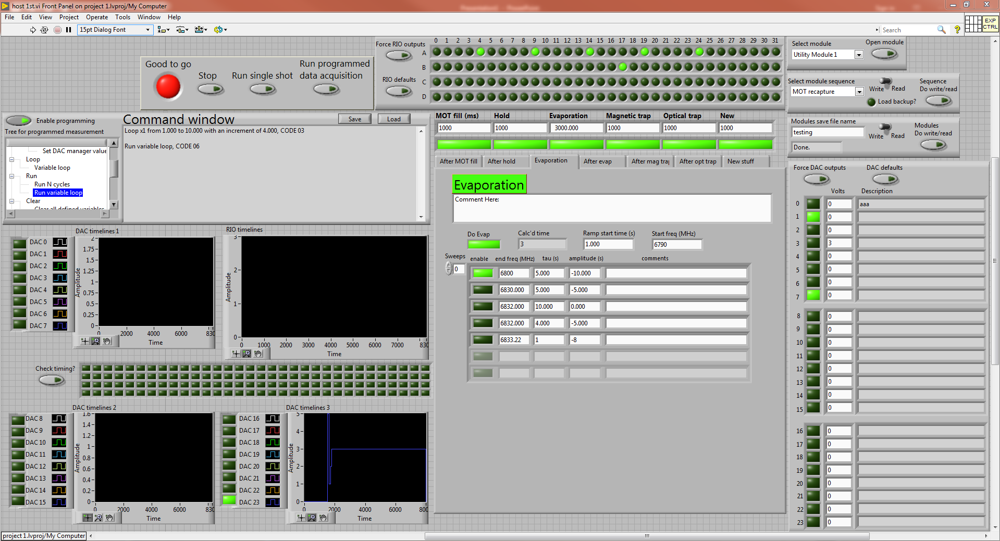 host 1st.vi Front Panel on project 1.lvproj/My Computer
File Edit View Project Operate Tools Window Help
15pt Dialog Font
Search
EXP
CTRL
Good to go
Stop
Run single shot
Run programmed
data acquisition
Force RIO outputs
RIO defaults
0 1 2 3 4 5 6 7 8 9 10 11 12 13 14 15 16 17 18 19 20 21 22 23 24 25 26 27 28 29 30 31
A
B
C
D
Select module
Utility Module 1
Open module
Select module sequence
MOT recapture
Write Read
Load backup?
Sequence
Do write/read
Modules save file name
testing
Done.
Write Read
Modules
Do write/read
Enable programming
Tree for programmed measurement
Set DAC manager value
Loop
Variable loop
Run
Run N cycles
Run variable loop
Clear
Clear all defined variables
Command window
Save
Load
Loop x1 from 1.000 to 10.000 with an increment of 4.000, CODE 03
Run variable loop, CODE 06
MOT fill (ms) Hold Evaporation Magnetic trap Optical trap New
1000 1000 3000.000 1000 1000 1000
After MOT fill After hold Evaporation After evap After mag trap After opt trap New stuff
Evaporation
Comment Here:
Do Evap
Calc'd time
3
Ramp start time (s)
1.000
Start freq (MHz)
6790
Sweeps
0
enable end freq (MHz) tau (s) amplitude (s) comments
6800 5.000 -10.000
6830.000 5.000 -5.000
6832.000 10.000 0.000
6832.000 4.000 -5.000
6833.22 1 -8
DAC timelines 1
DAC 0
DAC 1
DAC 2
DAC 3
DAC 4
DAC 5
DAC 6
DAC 7
Amplitude
2
1.75
1.5
1.25
1
0.75
0.5
0.25
0
0 2000 4000 6000 830
Time
RIO timelines
Amplitude
3
2
1
0
0 1000 2000 3000 4000 5000 6000 7000 830
Time
Check timing?
DAC timelines 2
DAC 8
DAC 9
DAC 10
DAC 11
DAC 12
DAC 13
DAC 14
DAC 15
Amplitude
1.6
1.4
1.2
1
0.8
0.6
0.4
0.2
0
0 2000 4000 6000 830
Time
DAC timelines 3
DAC 16
DAC 17
DAC 18
DAC 19
DAC 20
DAC 21
DAC 22
DAC 23
Amplitude
5
4
3
2
1
0
0 2000 4000 6000 80
Time
Force DAC outputs
DAC defaults
Volts Description
0 0 aaa
1 0
2 0
3 3
4 0
5 0
6 0
7 0
8 0
9 0
10 0
11 0
12 0
13 0
14 0
15 0
16 0
17 0
18 0
19 0
20 0
21 0
22 0
23 0
project 1.lvproj/My Computer